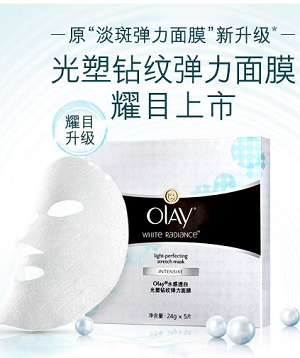 原“淡斑弹力面膜”新升级*
光塑钻纹弹力面膜
耀目上市
耀目
升级
OLAY
WHITE RADIANCE™
light-perfecting
stretch mask
INTENSIVE
Olay®水感透白
光塑钻纹弹力面膜
净含量:24g×5片